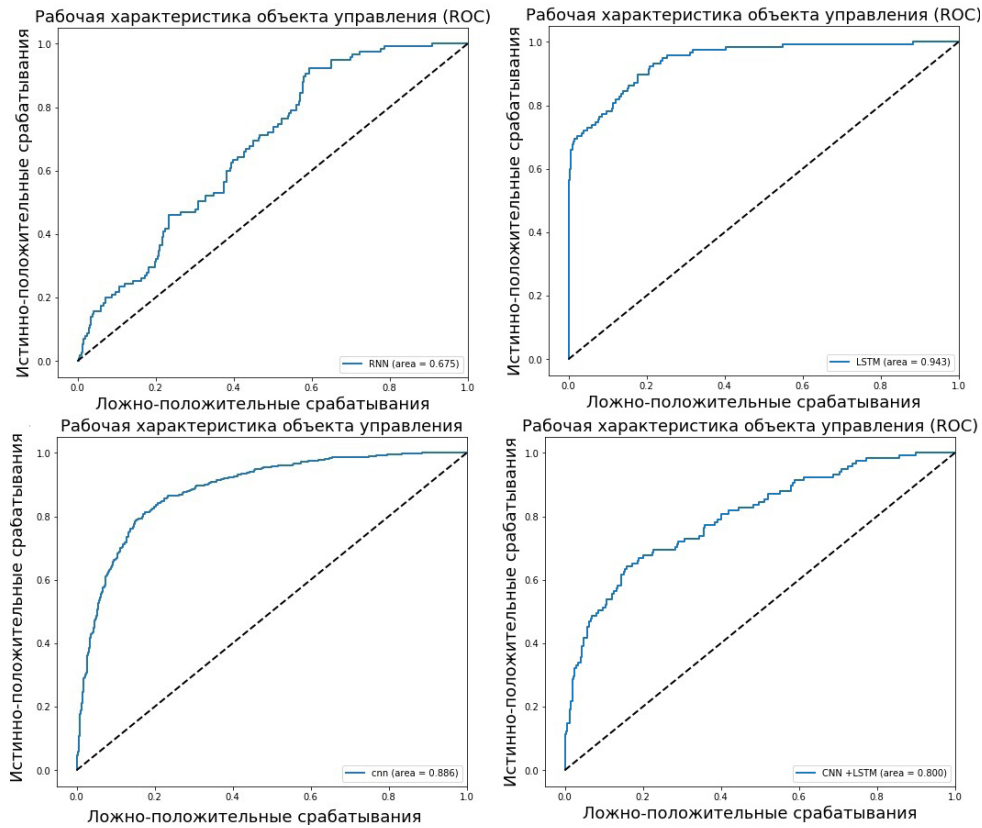 Рабочая характеристика объекта управления (ROC)
Истинно-положительные срабатывания
1.0
0.8
0.6
0.4
0.2
0.0
RNN (area = 0.675)
0.0 0.2 0.4 0.6 0.8 1.0
Ложно-положительные срабатывания
Рабочая характеристика объекта управления (ROC)
Истинно-положительные срабатывания
1.0
0.8
0.6
0.4
0.2
0.0
LSTM (area = 0.943)
0.0 0.2 0.4 0.6 0.8 1.0
Ложно-положительные срабатывания
Рабочая характеристика объекта управления
Истинно-положительные срабатывания
1.0
0.8
0.6
0.4
0.2
0.0
cnn (area = 0.886)
0.0 0.2 0.4 0.6 0.8 1.0
Ложно-положительные срабатывания
Рабочая характеристика объекта управления (ROC)
Истинно-положительные срабатывания
1.0
0.8
0.6
0.4
0.2
0.0
CNN +LSTM (area = 0.800)
0.0 0.2 0.4 0.6 0.8 1.0
Ложно-положительные срабатывания